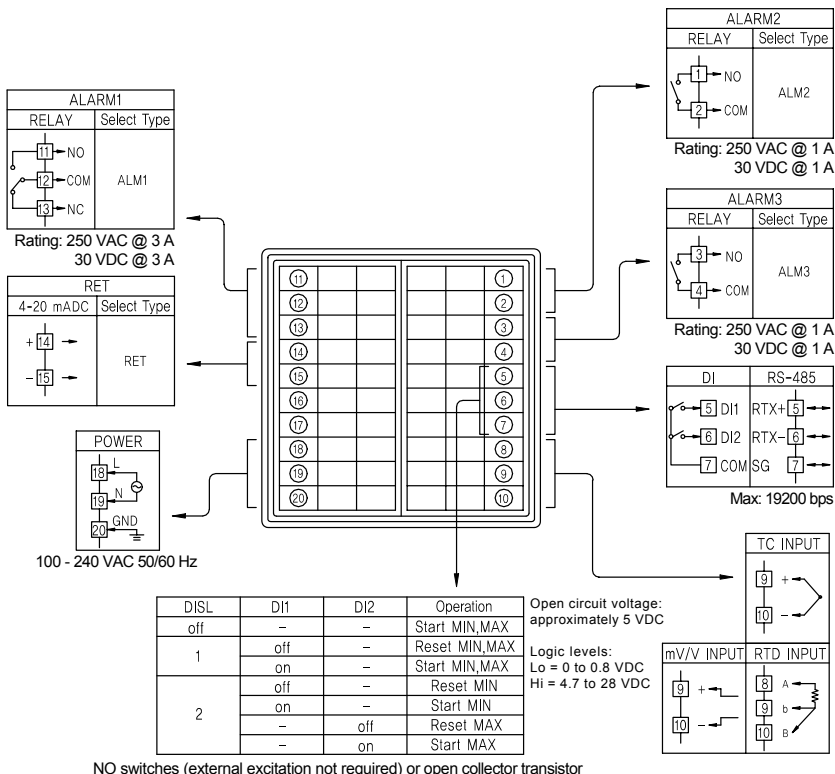 ALARM2
RELAY Select Type
1 NO
2 COM
ALM2
Rating: 250 VAC @ 1 A
30 VDC @ 1 A
ALARM1
RELAY Select Type
11 NO
12 COM
13 NC
ALM1
Rating: 250 VAC @ 3 A
30 VDC @ 3 A
ALARM3
RELAY Select Type
3 NO
4 COM
ALM3
Rating: 250 VAC @ 1 A
30 VDC @ 1 A
RET
4-20 mADC Select Type
+ 14
- 15
RET
11 1
12 2
13 3
14 4
15 5
16 6
17 7
18 8
19 9
20 10
DI RS-485
5 DI1 RTX+ 5
6 DI2 RTX- 6
7 COM SG 7
Max: 19200 bps
POWER
18 L
19 N
20 GND
100 - 240 VAC 50/60 Hz
TC INPUT
9 +
10 -
mV/V INPUT RTD INPUT
9 + 8 A
10 - 9 b
10 B
DISL DI1 DI2 Operation
off - - Start MIN,MAX
1 off - Reset MIN,MAX
on - Start MIN,MAX
2 off - Reset MIN
on - Start MIN
- off Reset MAX
- on Start MAX
Open circuit voltage:
approximately 5 VDC
Logic levels:
Lo = 0 to 0.8 VDC
Hi = 4.7 to 28 VDC
NO switches (external excitation not required) or open collector transistor